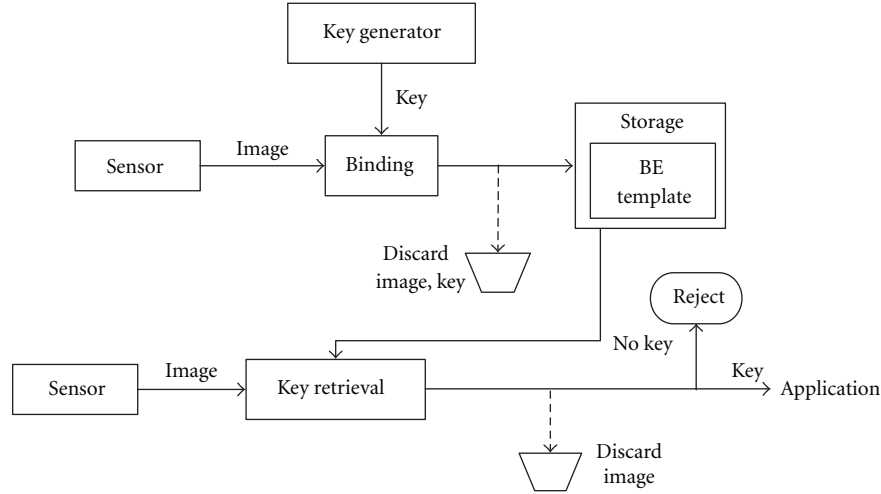 Key generator
Key
Sensor
Image
Binding
Storage
BE
template
Discard
image, key
Reject
No key
Sensor
Image
Key retrieval
Key
Application
Discard
image